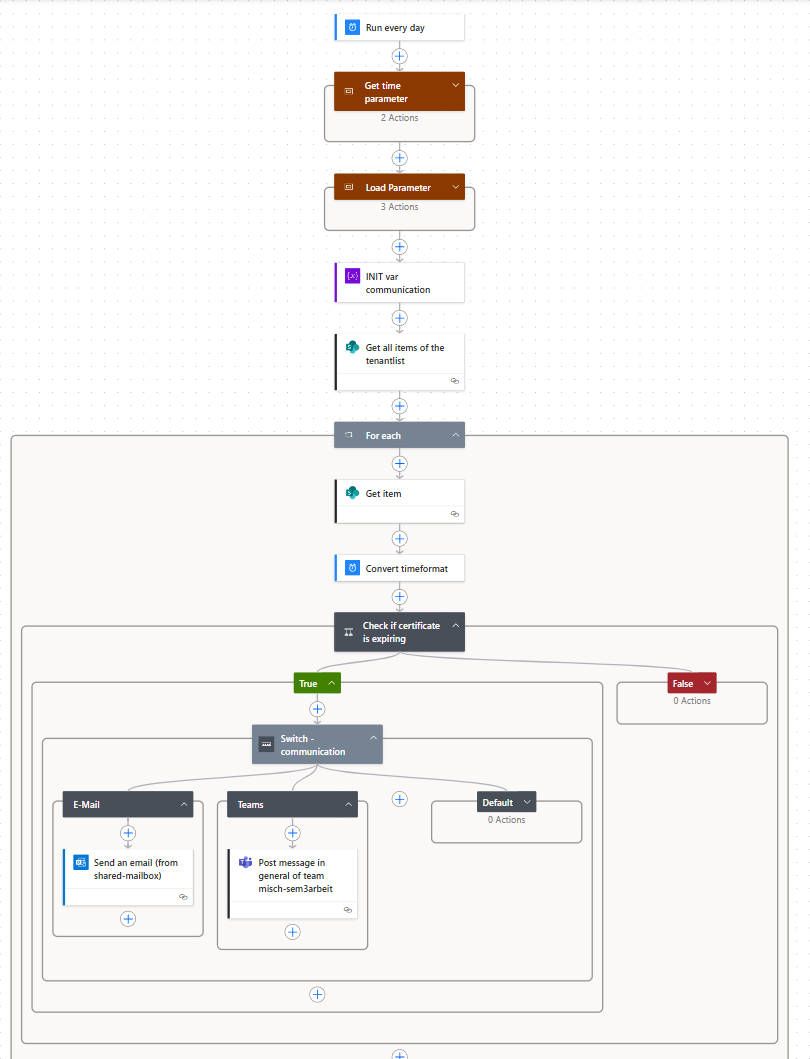 Run every day
Get time
parameter
2 Actions
Load Parameter
3 Actions
INIT var
communication
Get all items of the
tenantlist
For each
Get item
Convert timeformat
Check if certificate
is expiring
True
False
0 Actions
Switch -
communication
E-Mail
Teams
Default
0 Actions
Send an email (from
shared-mailbox)
Post message in
general of team
misch-sem3arbeit